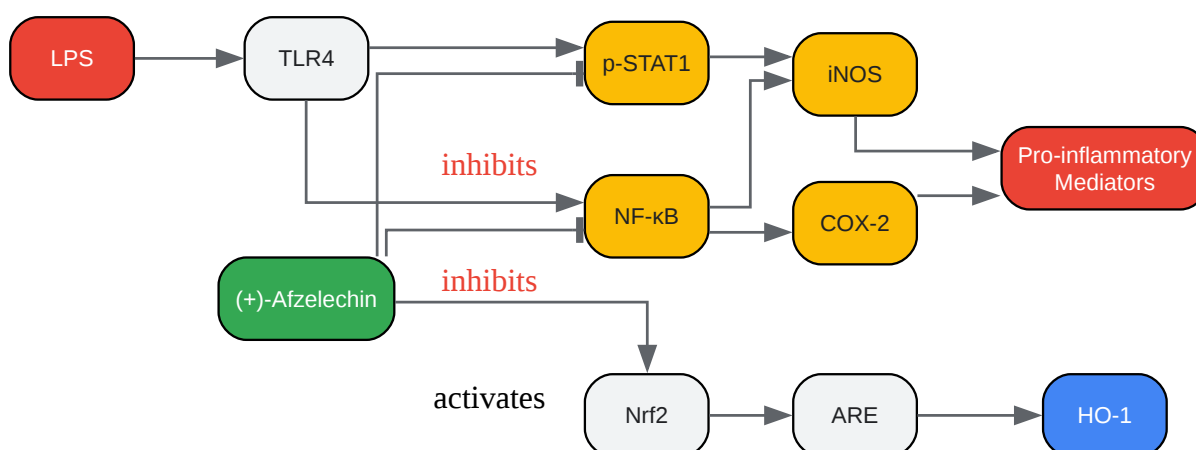 LPS
TLR4
p-STAT1
iNOS
inhibits
Pro-inflammatory
Mediators
NF-κB
COX-2
(+)-Afzelechin
inhibits
activates
Nrf2
ARE
HO-1